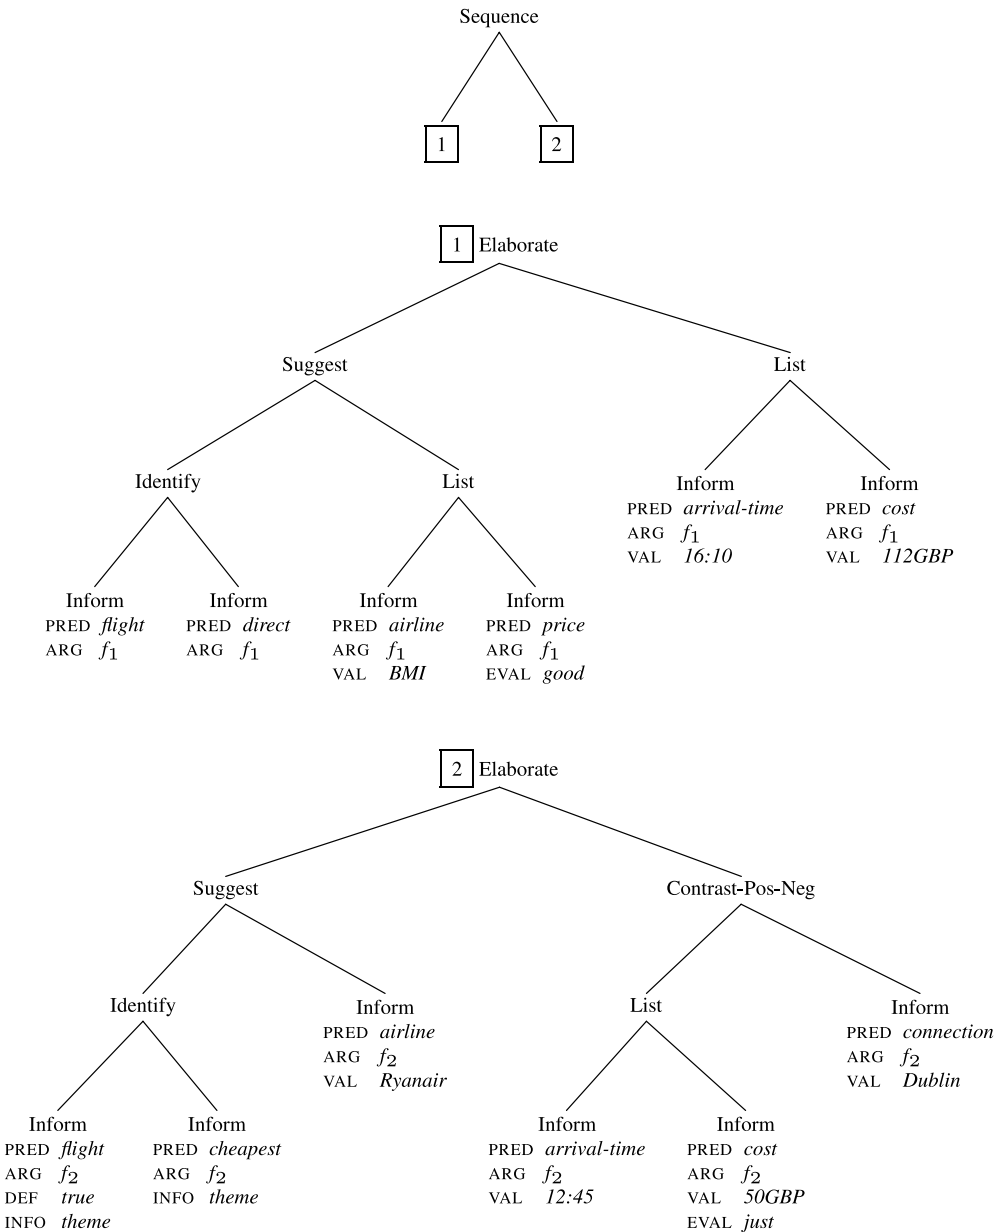 Sequence
1 2
1 Elaborate
Suggest List
Identify List Inform Inform
PRED arrival-time PRED cost
ARG f1 ARG f1
VAL 16:10 VAL 112GBP
Inform Inform Inform Inform
PRED flight PRED direct PRED airline PRED price
ARG f1 ARG f1 ARG f1 ARG f1
VAL BMI EVAL good
2 Elaborate
Suggest Contrast-Pos-Neg
Identify Inform List Inform
PRED airline PRED connection
ARG f2 ARG f2
VAL Ryanair VAL Dublin
Inform Inform Inform Inform
PRED flight PRED cheapest PRED arrival-time PRED cost
ARG f2 ARG f2 ARG f2 ARG f2
DEF true INFO theme VAL 12:45 VAL 50GBP
INFO theme EVAL just